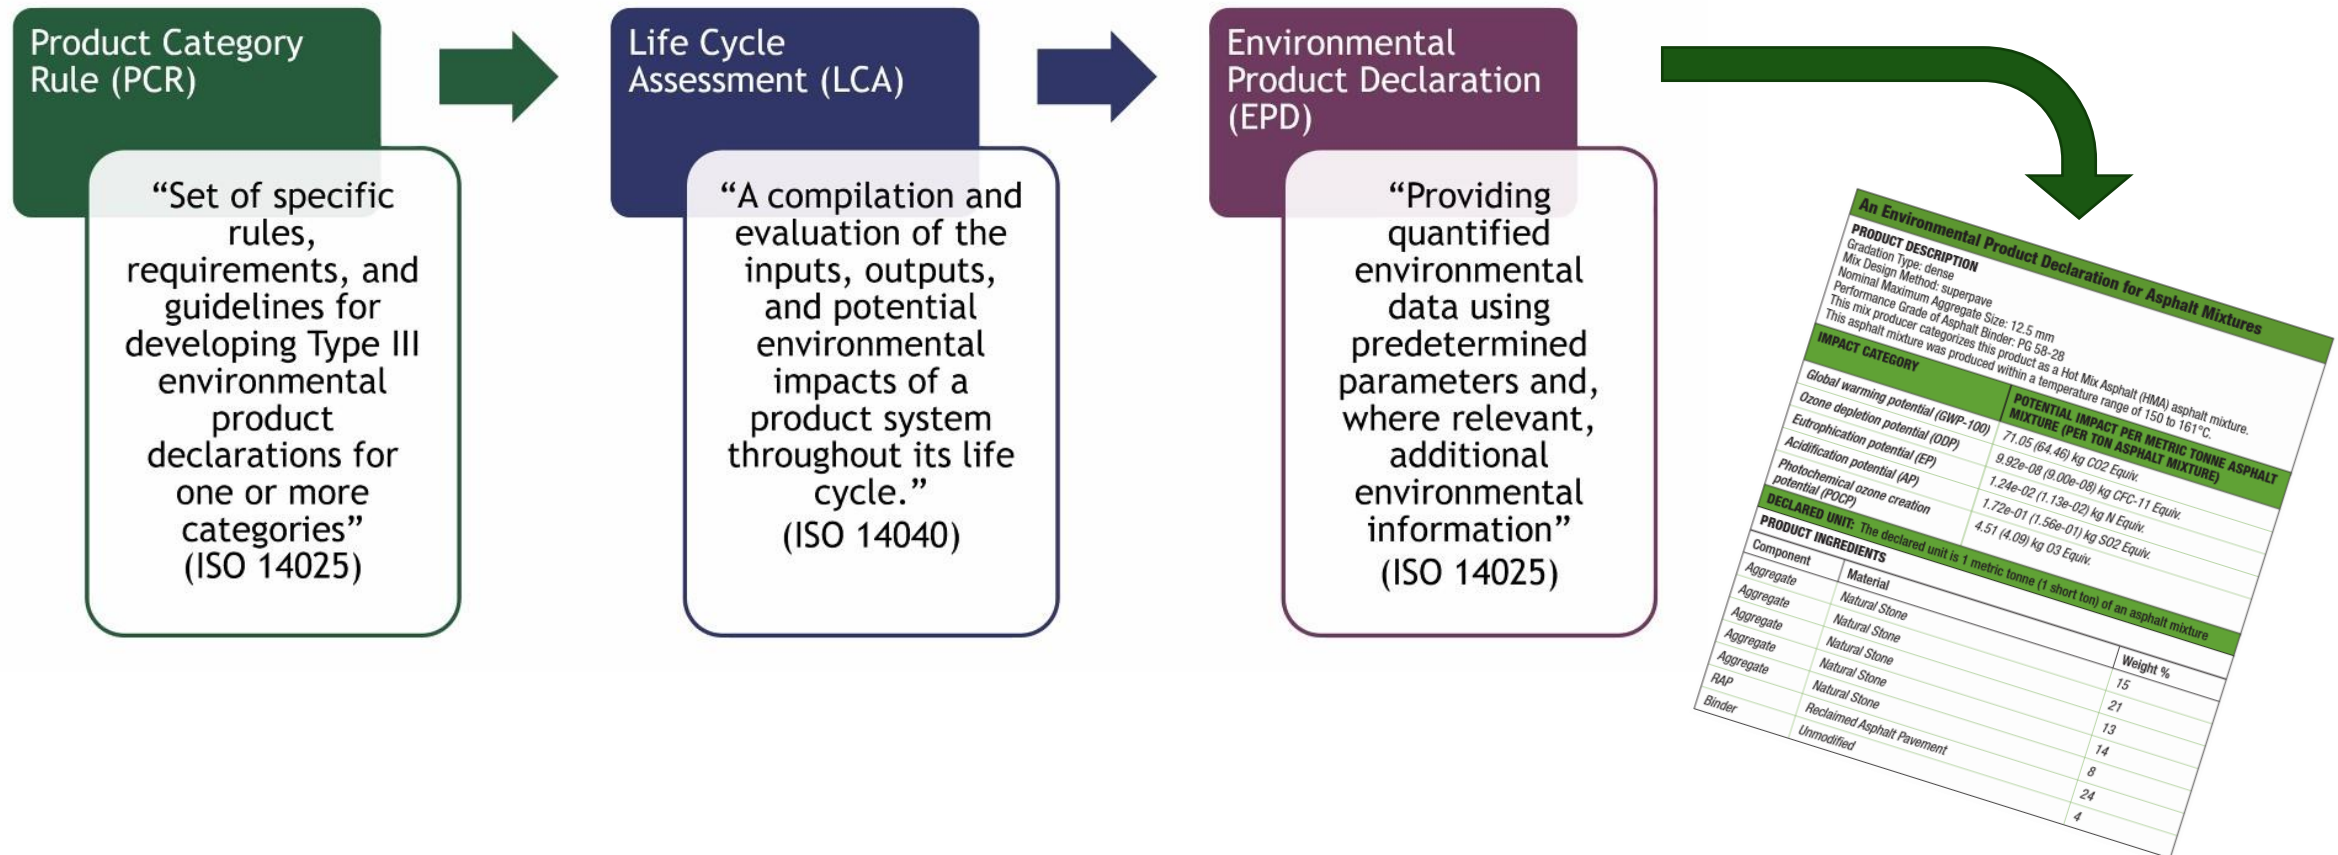 Product Category
Rule (PCR)
“Set of specific
rules,
requirements, and
guidelines for
developing Type III
environmental
product
declarations for
one or more
categories”
(ISO 14025)
Life Cycle
Assessment (LCA)
“A compilation and
evaluation of the
inputs, outputs,
and potential
environmental
impacts of a
product system
throughout its life
cycle.”
(ISO 14040)
Environmental
Product Declaration
(EPD)
“Providing
quantified
environmental
data using
predetermined
parameters and,
where relevant,
additional
environmental
information”
(ISO 14025)
An Environmental Product Declaration for Asphalt Mixtures
PRODUCT DESCRIPTION
Gradation Type: dense
Mix Design Method: superpave
Nominal Maximum Aggregate Size: 12.5 mm
Performance Grade of Asphalt Binder: PG 58-28
This mix producer categorizes this product as a Hot Mix Asphalt (HMA) asphalt mixture.
This asphalt mixture was produced within a temperature range of 150 to 161°C.
IMPACT CATEGORY
POTENTIAL IMPACT PER METRIC TONNE ASPHALT
MIXTURE (PER TON ASPHALT MIXTURE)
Global warming potential (GWP-100) 71.05 (64.46) kg CO2 Equiv.
Ozone depletion potential (ODP) 9.92e-08 (9.00e-08) kg CFC-11 Equiv.
Eutrophication potential (EP) 1.24e-02 (1.13e-02) kg N Equiv.
Acidification potential (AP) 1.72e-01 (1.56e-01) kg SO2 Equiv.
Photochemical ozone creation
potential (POCP) 4.51 (4.09) kg O3 Equiv.
DECLARED UNIT: The declared unit is 1 metric tonne (1 short ton) of an asphalt mixture
PRODUCT INGREDIENTS
Component Material Weight %
Aggregate Natural Stone 15
Aggregate Natural Stone 21
Aggregate Natural Stone 13
Aggregate Natural Stone 14
Aggregate Natural Stone 8
RAP Reclaimed Asphalt Pavement 24
Binder Unmodified 4